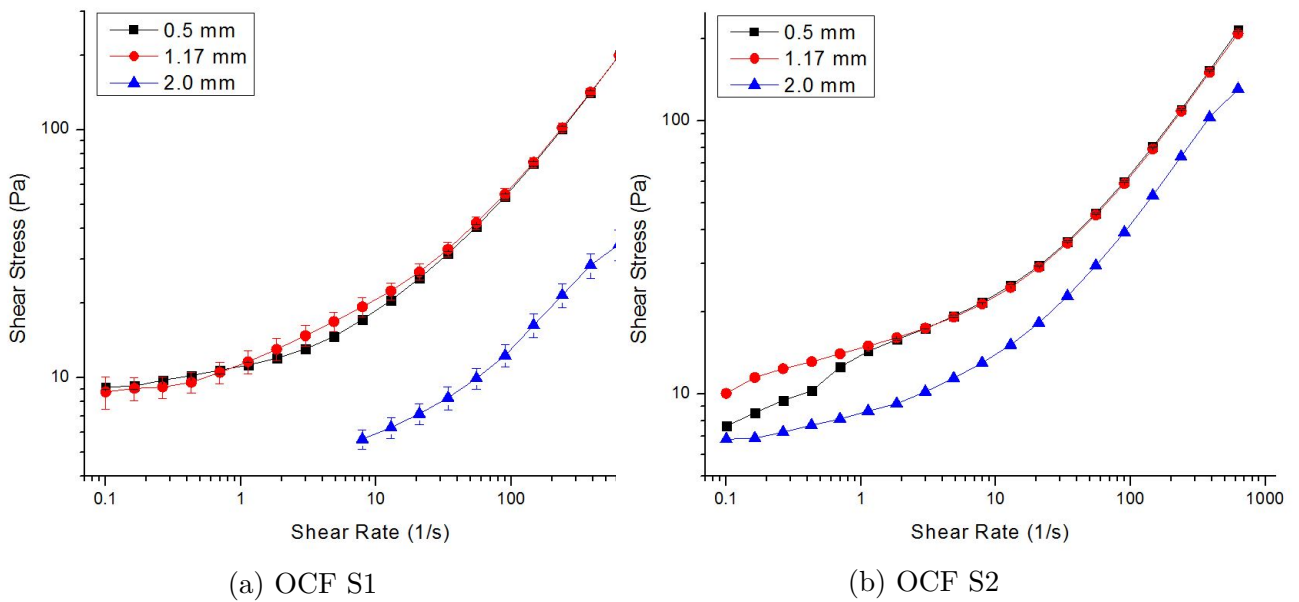 0.5 mm
1.17 mm
2.0 mm
100
10
Shear Stress (Pa)
0.1
1
10
100
Shear Rate (1/s)
(a) OCF S1
0.5 mm
1.17 mm
2.0 mm
100
10
Shear Stress (Pa)
0.1
1
10
100
1000
Shear Rate (1/s)
(b) OCF S2